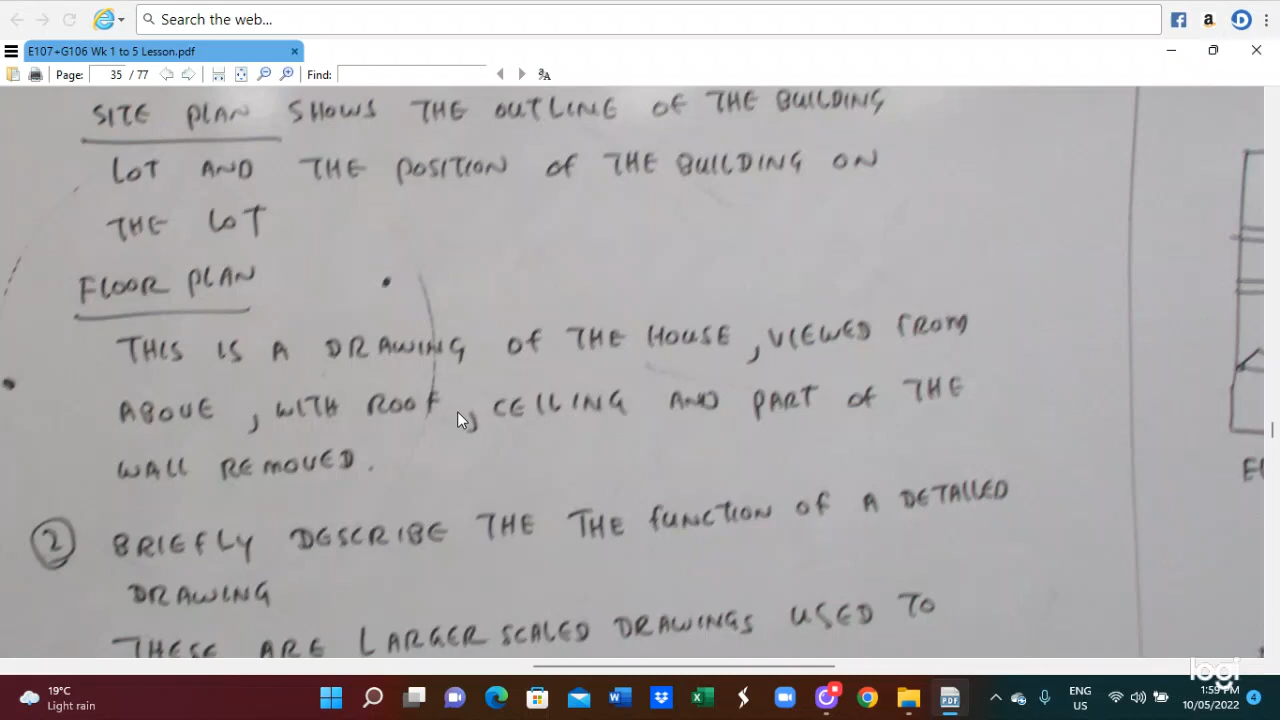 Search the web...
E107+G106 Wk 1 to 5 Lesson.pdf
Page: 35 / 77 Find:
SITE PLAN SHOWS THE OUTLINE OF THE BUILDING
LOT AND THE POSITION OF THE BUILDING ON
THE LOT
FLOOR PLAN
THIS IS A DRAWING OF THE HOUSE, VIEWED FROM
ABOVE, WITH ROOF, CEILING AND PART OF THE
WALL REMOVED.
② BRIEFLY DESCRIBE THE THE FUNCTION OF A DETAILED
DRAWING
THESE ARE LARGER SCALED DRAWINGS USED TO
logi
19°C
Light rain
ENG
US
1:59 PM
10/05/2022
4